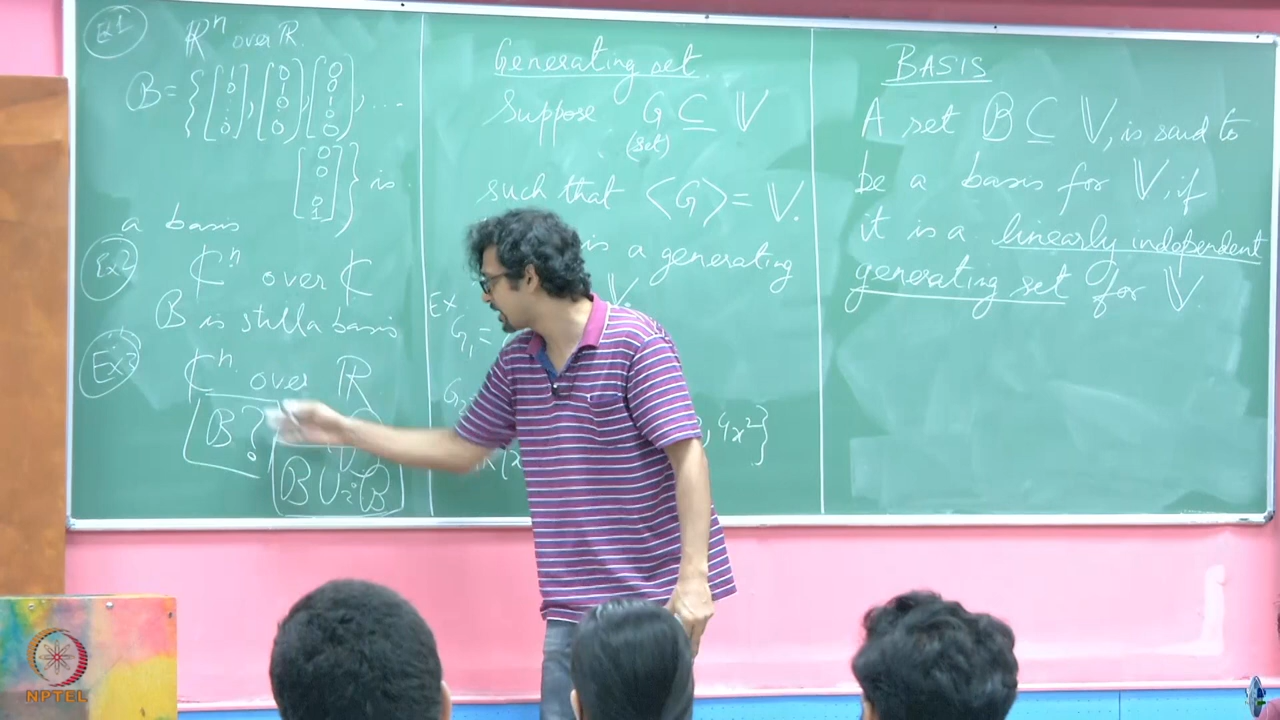 Ex1 ℝⁿ over ℝ.
B = { [1 0 ⋮ 0], [0 1 0 ⋮ 0], [0 0 1 0 ⋮ 0], ...
[0 0 ⋮ 0 1] } is
a basis
Ex2 ℂⁿ over ℂ
B is still a basis
Ex3 ℂⁿ over ℝ
B?
B ∪ B
Generating set
Suppose G ⊆ 𝕍
(set)
such that ⟨G⟩ = 𝕍.
is a generating
𝕍.
Ex
G₁ =
, 4x² }
BASIS
A set B ⊆ 𝕍, is said to
be a basis for 𝕍, if
it is a linearly independent
generating set for 𝕍
NPTEL